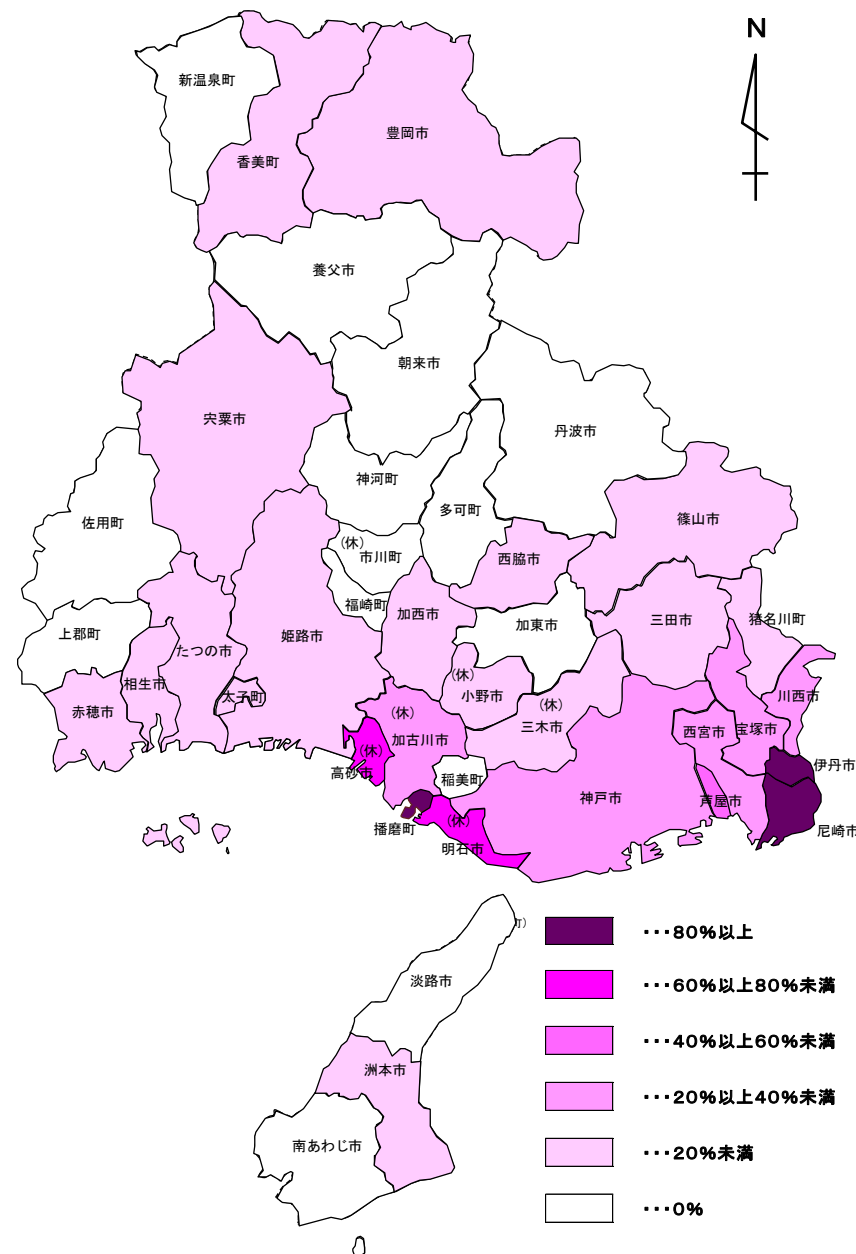 N
新温泉町
豊岡市
香美町
養父市
朝来市
宍粟市
丹波市
神河町
多可町
佐用町
篠山市
(休)
市川町
西脇市
福崎町
加西市
加東市
三田市
猪名川町
上郡町
たつの市
姫路市
相生市
太子町
(休)
小野市
川西市
赤穂市
(休)
加古川市
(休)
三木市
西宮市
宝塚市
(休)
高砂市
稲美町
伊丹市
神戸市
芦屋市
播磨町
(休)
明石市
尼崎市
町)
・・・80%以上
淡路市
・・・60%以上80%未満
・・・40%以上60%未満
洲本市
・・・20%以上40%未満
南あわじ市
・・・20%未満
・・・0%